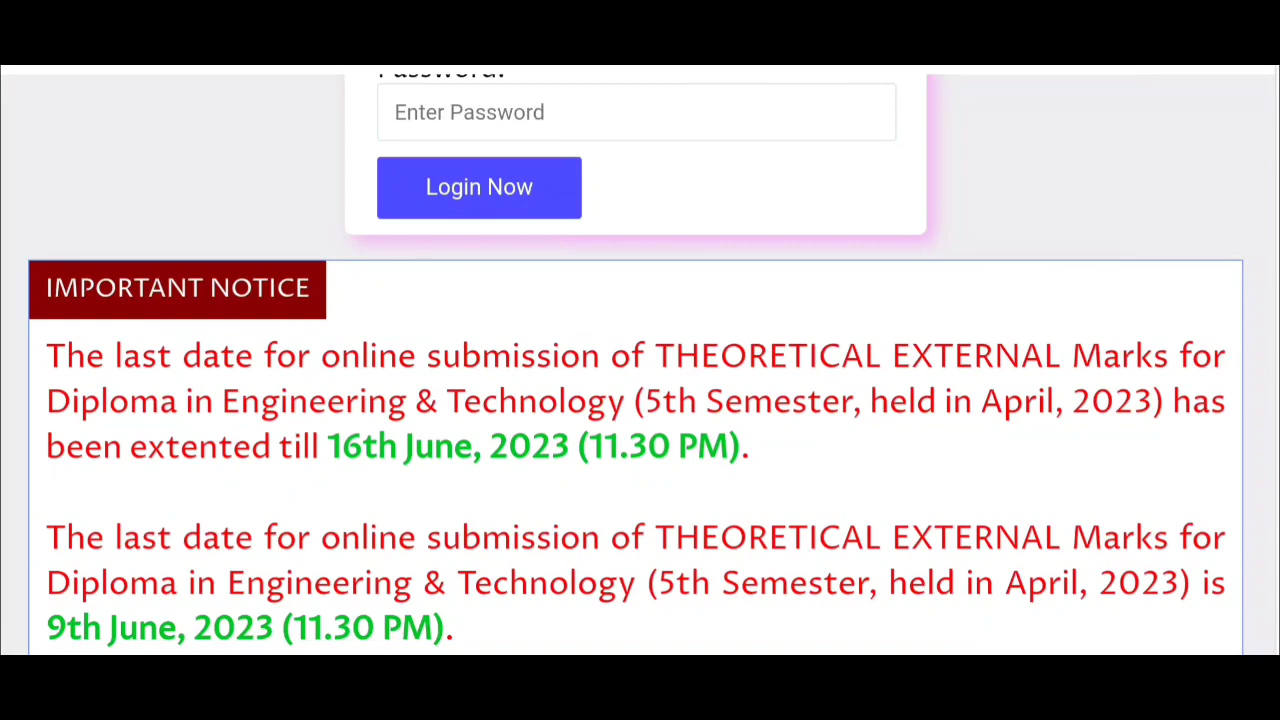 Enter Password
Login Now
IMPORTANT NOTICE
The last date for online submission of THEORETICAL EXTERNAL Marks for
Diploma in Engineering & Technology (5th Semester, held in April, 2023) has
been extented till 16th June, 2023 (11.30 PM).
The last date for online submission of THEORETICAL EXTERNAL Marks for
Diploma in Engineering & Technology (5th Semester, held in April, 2023) is
9th June, 2023 (11.30 PM).